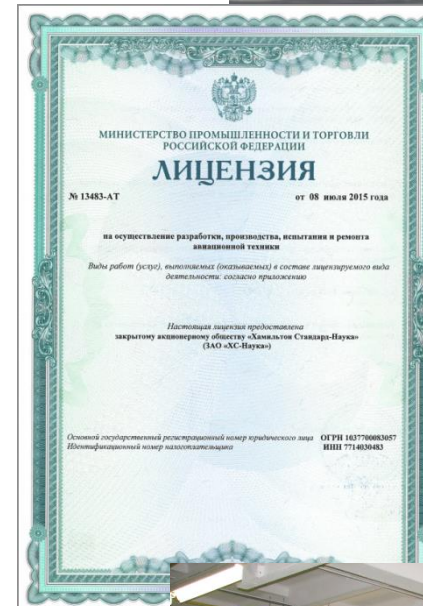 МИНИСТЕРСТВО ПРОМЫШЛЕННОСТИ И ТОРГОВЛИ
РОССИЙСКОЙ ФЕДЕРАЦИИ
ЛИЦЕНЗИЯ
№ 13483-АТ от 08 июля 2015 года
на осуществление разработки, производства, испытания и ремонта
авиационной техники
Виды работ (услуг), выполняемых (оказываемых) в составе лицензируемого вида
деятельности: согласно приложению
Настоящая лицензия предоставлена
закрытому акционерному обществу «Хамильтон Стандард-Наука»
(ЗАО «ХС-Наука»)
Основной государственный регистрационный номер юридического лица ОГРН 1037700083057
Идентификационный номер налогоплательщика ИНН 7714030483